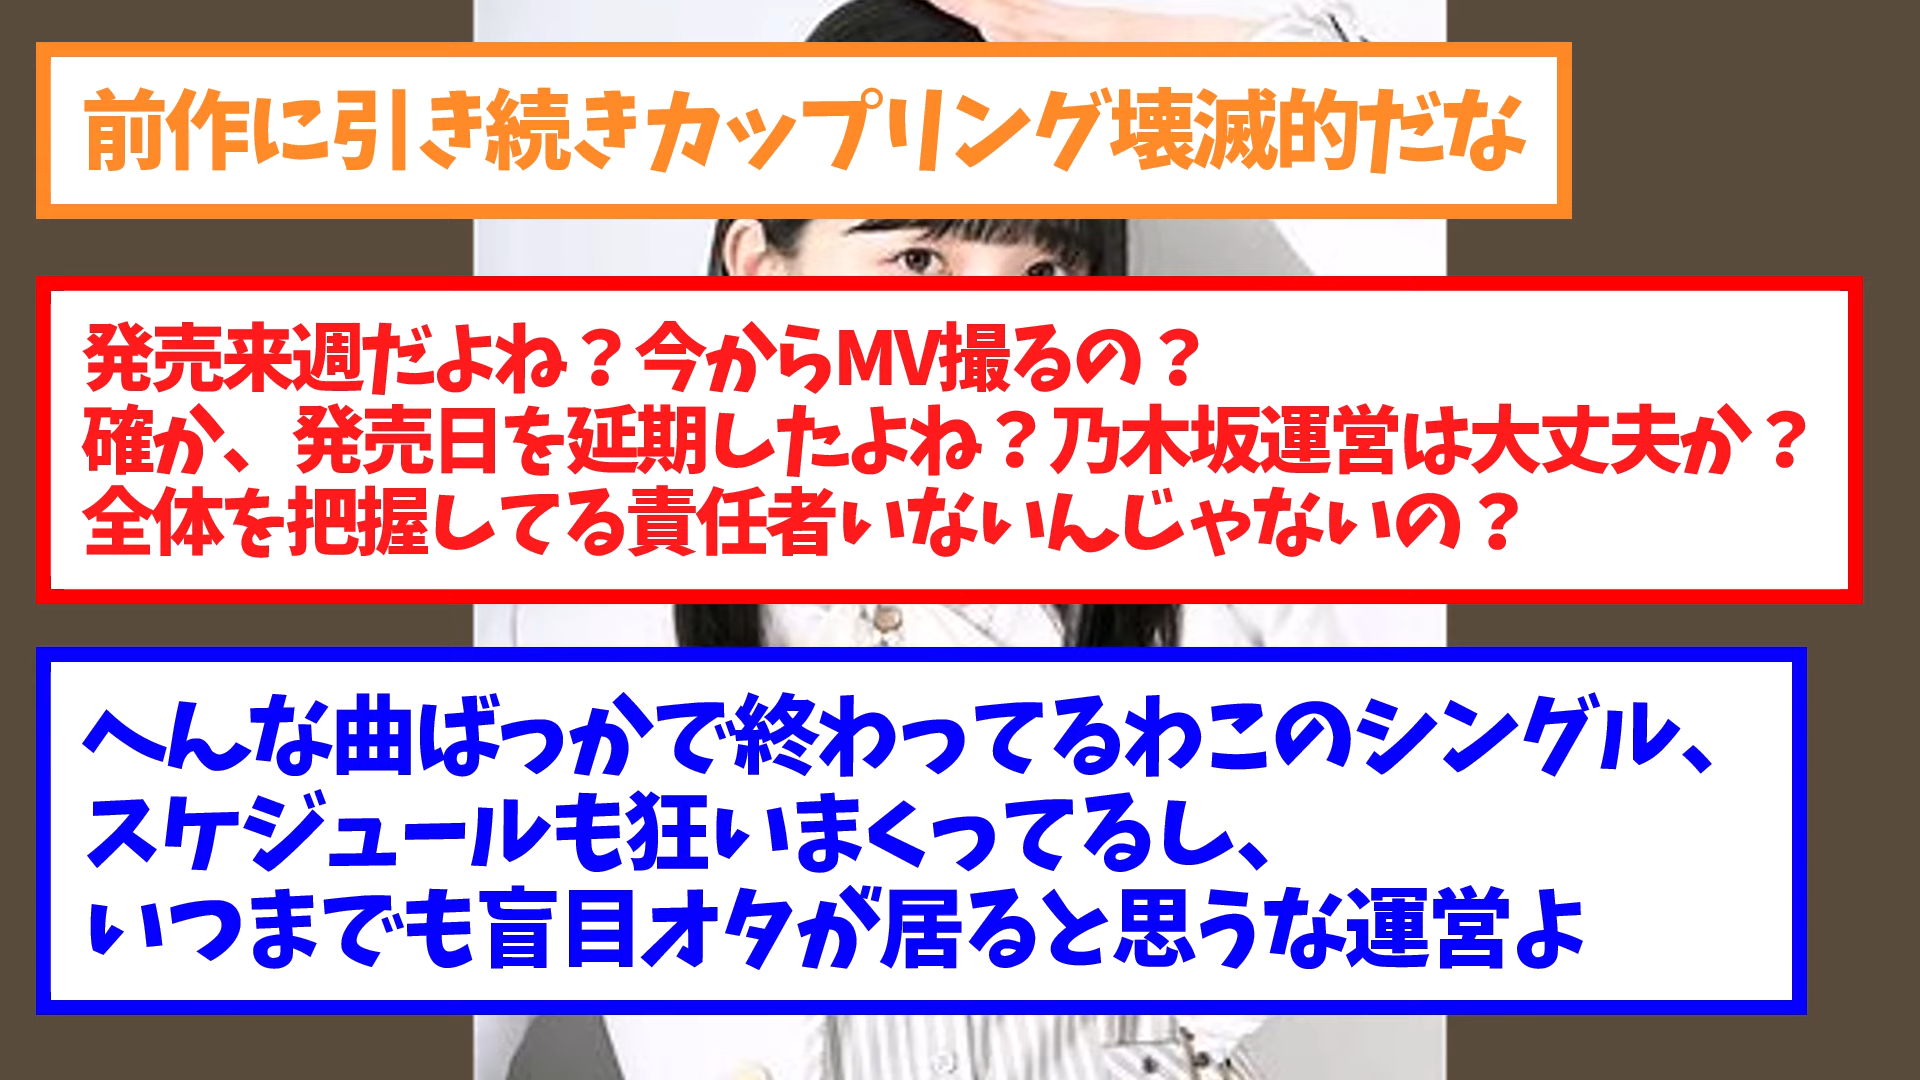 前作に引き続きカップリング壊滅的だな
発売来週だよね？今からMV撮るの？
確か、発売日を延期したよね？乃木坂運営は大丈夫か？
全体を把握してる責任者いないんじゃないの？
へんな曲ばっかで終わってるわこのシングル、
スケジュールも狂いまくってるし、
いつまでも盲目オタが居ると思うな運営よ